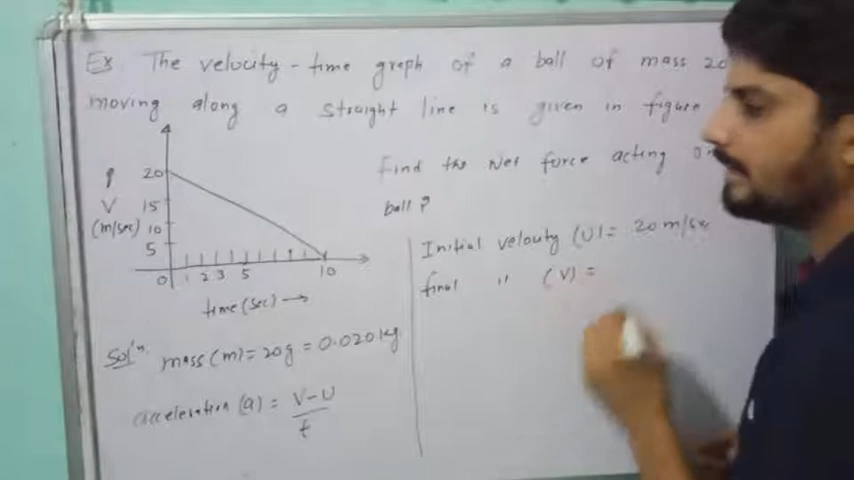 Ex. The velocity - time graph of a ball of mass 20
moving along a straight line is given in figure
Find the Net force acting on
ball ?
V
(m/sec)
20
15
10
5
0 1 2 3 5 10
time (sec) →
Initial velocity (U) = 20 m/sec
final " (V) =
Sol'n. mass (m) = 20g = 0.020 kg
acceleration (a) = V-U
t